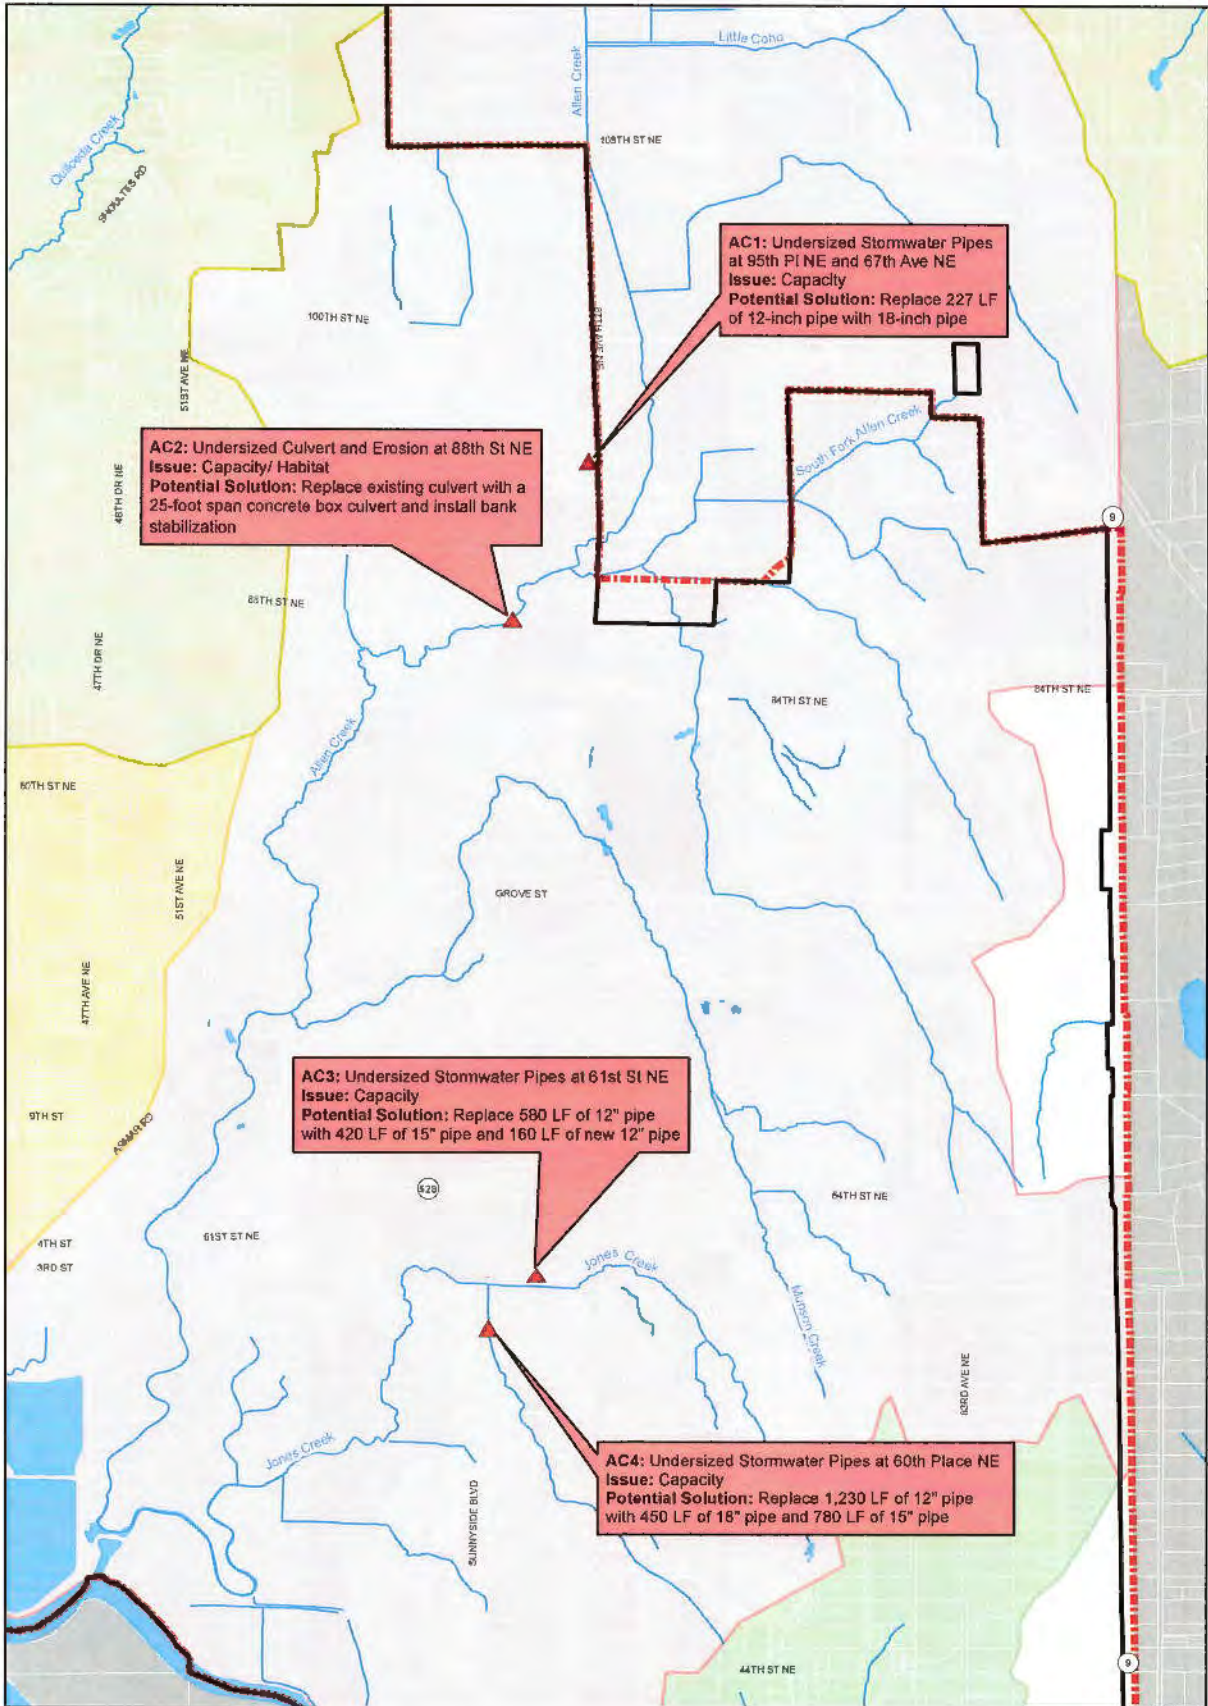 Little Coho
Allen Creek
Quilceda Creek
108TH ST NE
SHOULTES RD
AC1: Undersized Stormwater Pipes
at 95th Pl NE and 67th Ave NE
Issue: Capacity
Potential Solution: Replace 227 LF
of 12-inch pipe with 18-inch pipe
100TH ST NE
67TH AVE NE
51ST AVE NE
South Fork Allen Creek
AC2: Undersized Culvert and Erosion at 88th St NE
Issue: Capacity/ Habitat
Potential Solution: Replace existing culvert with a
25-foot span concrete box culvert and install bank
stabilization
48TH DR NE
9
88TH ST NE
47TH DR NE
84TH ST NE
84TH ST NE
Allen Creek
80TH ST NE
51ST AVE NE
GROVE ST
47TH AVE NE
AC3: Undersized Stormwater Pipes at 61st St NE
Issue: Capacity
Potential Solution: Replace 580 LF of 12" pipe
with 420 LF of 15" pipe and 160 LF of new 12" pipe
9TH ST
528
64TH ST NE
61ST ST NE
4TH ST
3RD ST
Jones Creek
Munson Creek
83RD AVE NE
Jones Creek
AC4: Undersized Stormwater Pipes at 60th Place NE
Issue: Capacity
Potential Solution: Replace 1,230 LF of 12" pipe
with 450 LF of 18" pipe and 780 LF of 15" pipe
SUNNYSIDE BLVD
44TH ST NE
9